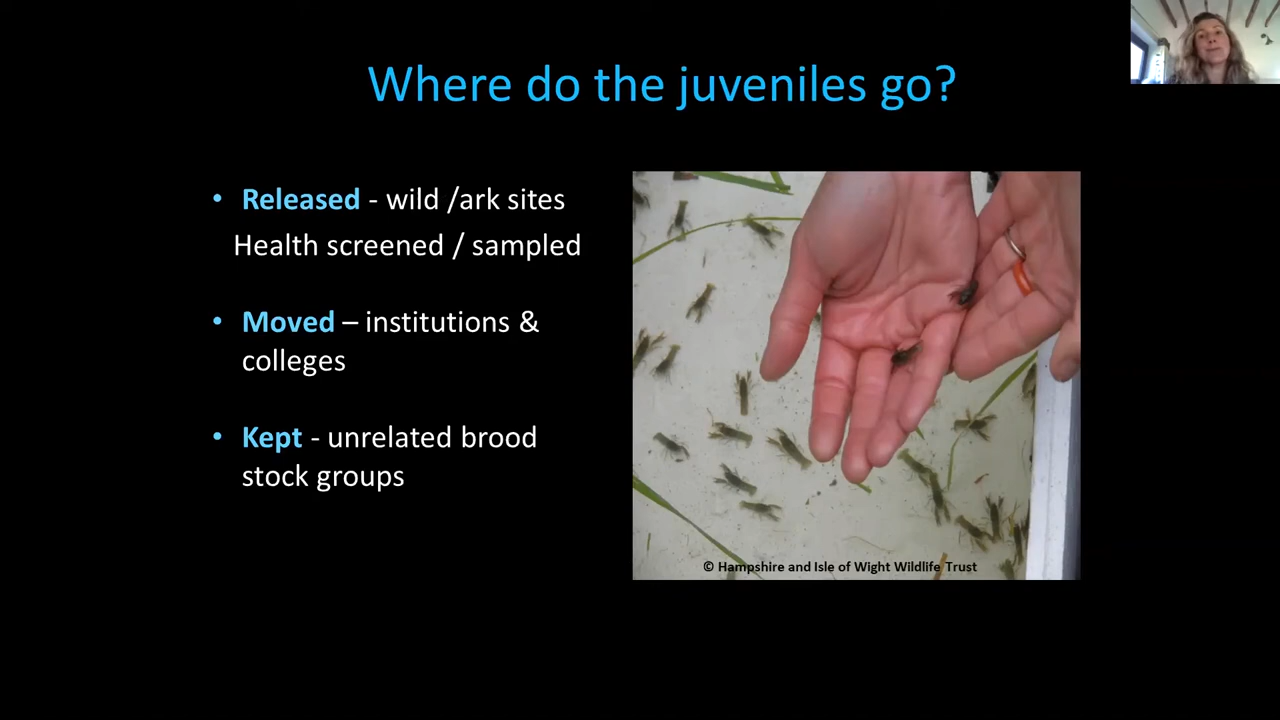 Where do the juveniles go?
• Released - wild /ark sites
Health screened / sampled
• Moved – institutions &
colleges
• Kept - unrelated brood
stock groups
© Hampshire and Isle of Wight Wildlife Trust